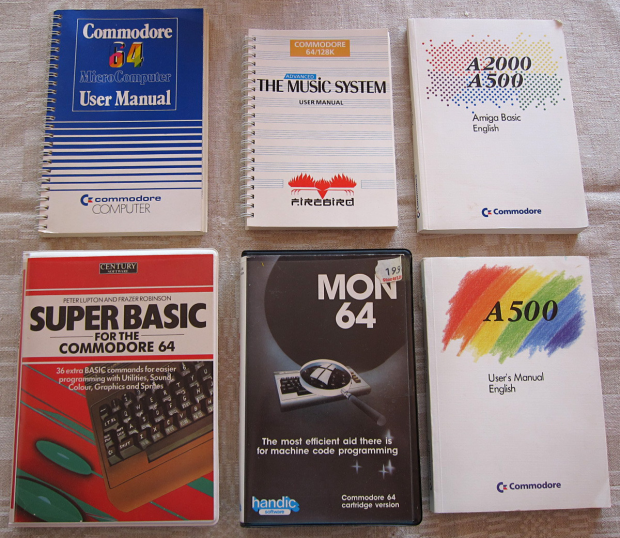 Commodore
64
MicroComputer
User Manual
commodore
COMPUTER
COMMODORE
64/128K
ADVANCED
THE MUSIC SYSTEM
USER MANUAL
FIREBIRD
A2000
A500
Amiga Basic
English
Commodore
CENTURY
SOFTWARE
PETER LUPTON AND FRAZER ROBINSON
SUPER BASIC
FOR THE
COMMODORE 64
36 extra BASIC commands for easier
programming with Utilities, Sound,
Colour, Graphics and Sprites
MON
64
The most efficient aid there is
for machine code programming
handic
software
Commodore 64
cartridge version
A500
User's Manual
English
Commodore